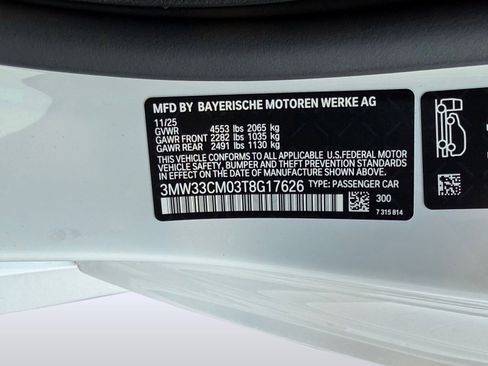 MFD BY BAYERISCHE MOTOREN WERKE AG
11/25
GVWR 4553 lbs 2065 kg
GAWR FRONT 2282 lbs 1035 kg
GAWR REAR 2491 lbs 1130 kg
THIS VEHICLE CONFORMS TO ALL APPLICABLE U.S.FEDERAL MOTOR
VEHICLE SAFETY, BUMPER, AND THEFT PREVENTION STANDARDS IN
EFFECT ON THE DATE OF MANUFACTURE SHOWN ABOVE.
3MW33CM03T8G17626 TYPE: PASSENGER CAR
300
7 315 814